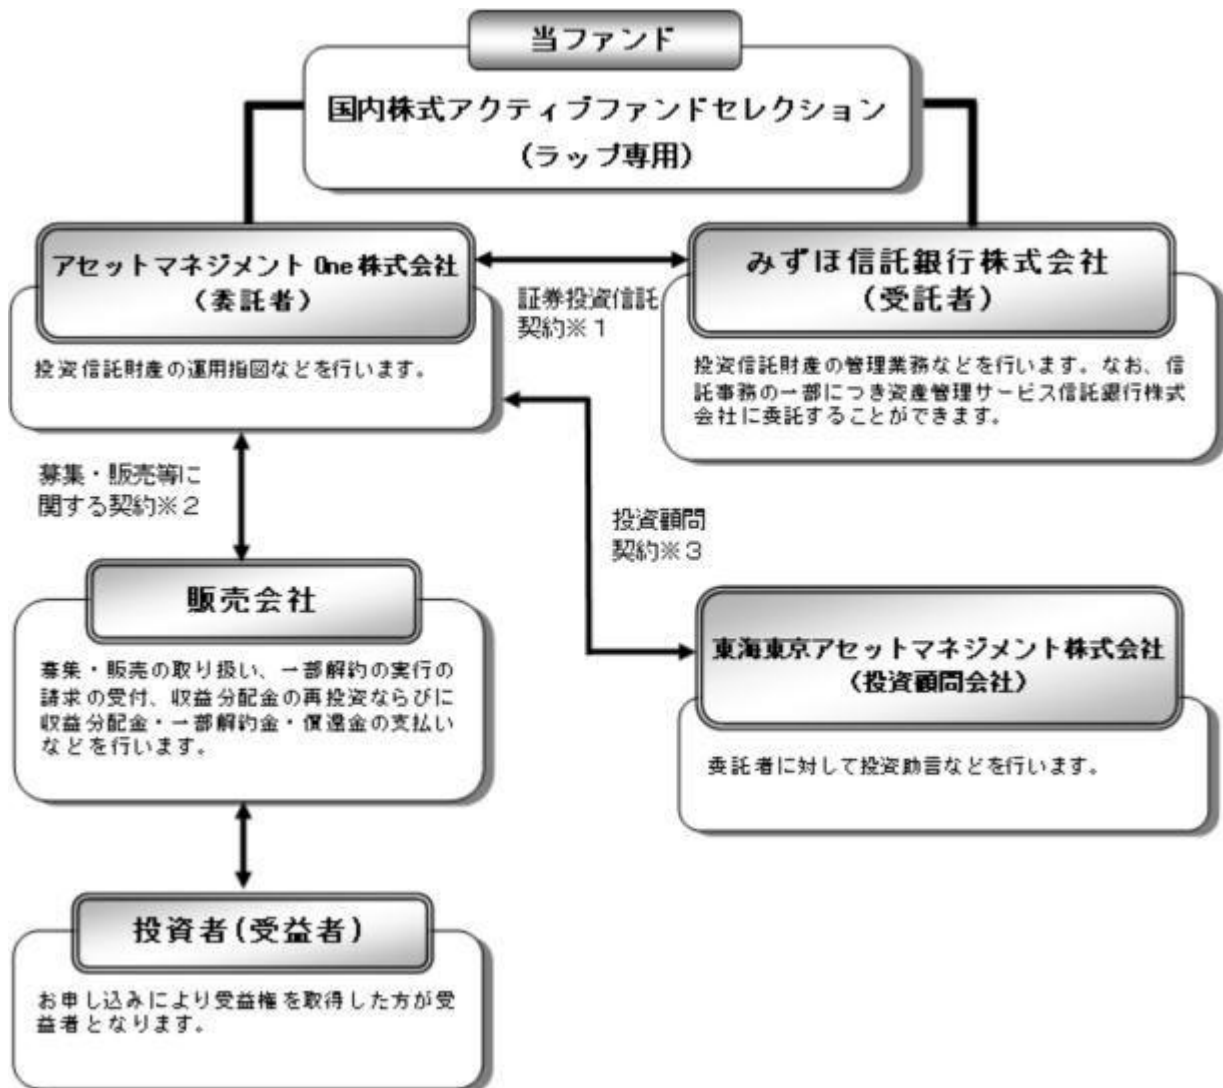 当ファンド
国内株式アクティブファンドセレクション
(ラップ専用)
アセットマネジメント One 株式会社
(委託者)
投資信託財産の運用指図などを行います。
証券投資信託
契約※1
みずほ信託銀行株式会社
(受託者)
投資信託財産の管理業務などを行います。なお、信
託事務の一部につき資産管理サービス信託銀行株式
会社に委託することができます。
募集・販売等に
関する契約※2
投資顧問
契約※3
販売会社
募集・販売の取り扱い、一部解約の実行の
請求の受付、収益分配金の再投資ならびに
収益分配金・一部解約金・償還金の支払い
などを行います。
東海東京アセットマネジメント株式会社
(投資顧問会社)
委託者に対して投資助言などを行います。
投資者(受益者)
お申し込みにより受益権を取得した方が受
益者となります。